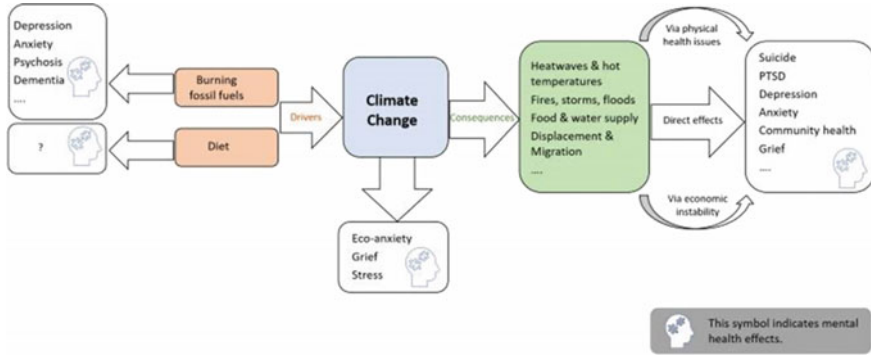 Depression
Anxiety
Psychosis
Dementia
....
Burning
fossil fuels
?
Diet
Drivers
Climate
Change
Consequences
Eco-anxiety
Grief
Stress
Heatwaves & hot
temperatures
Fires, storms, floods
Food & water supply
Displacement &
Migration
....
Via physical
health issues
Direct effects
Via economic
instability
Suicide
PTSD
Depression
Anxiety
Community health
Grief
....
This symbol indicates mental
health effects.